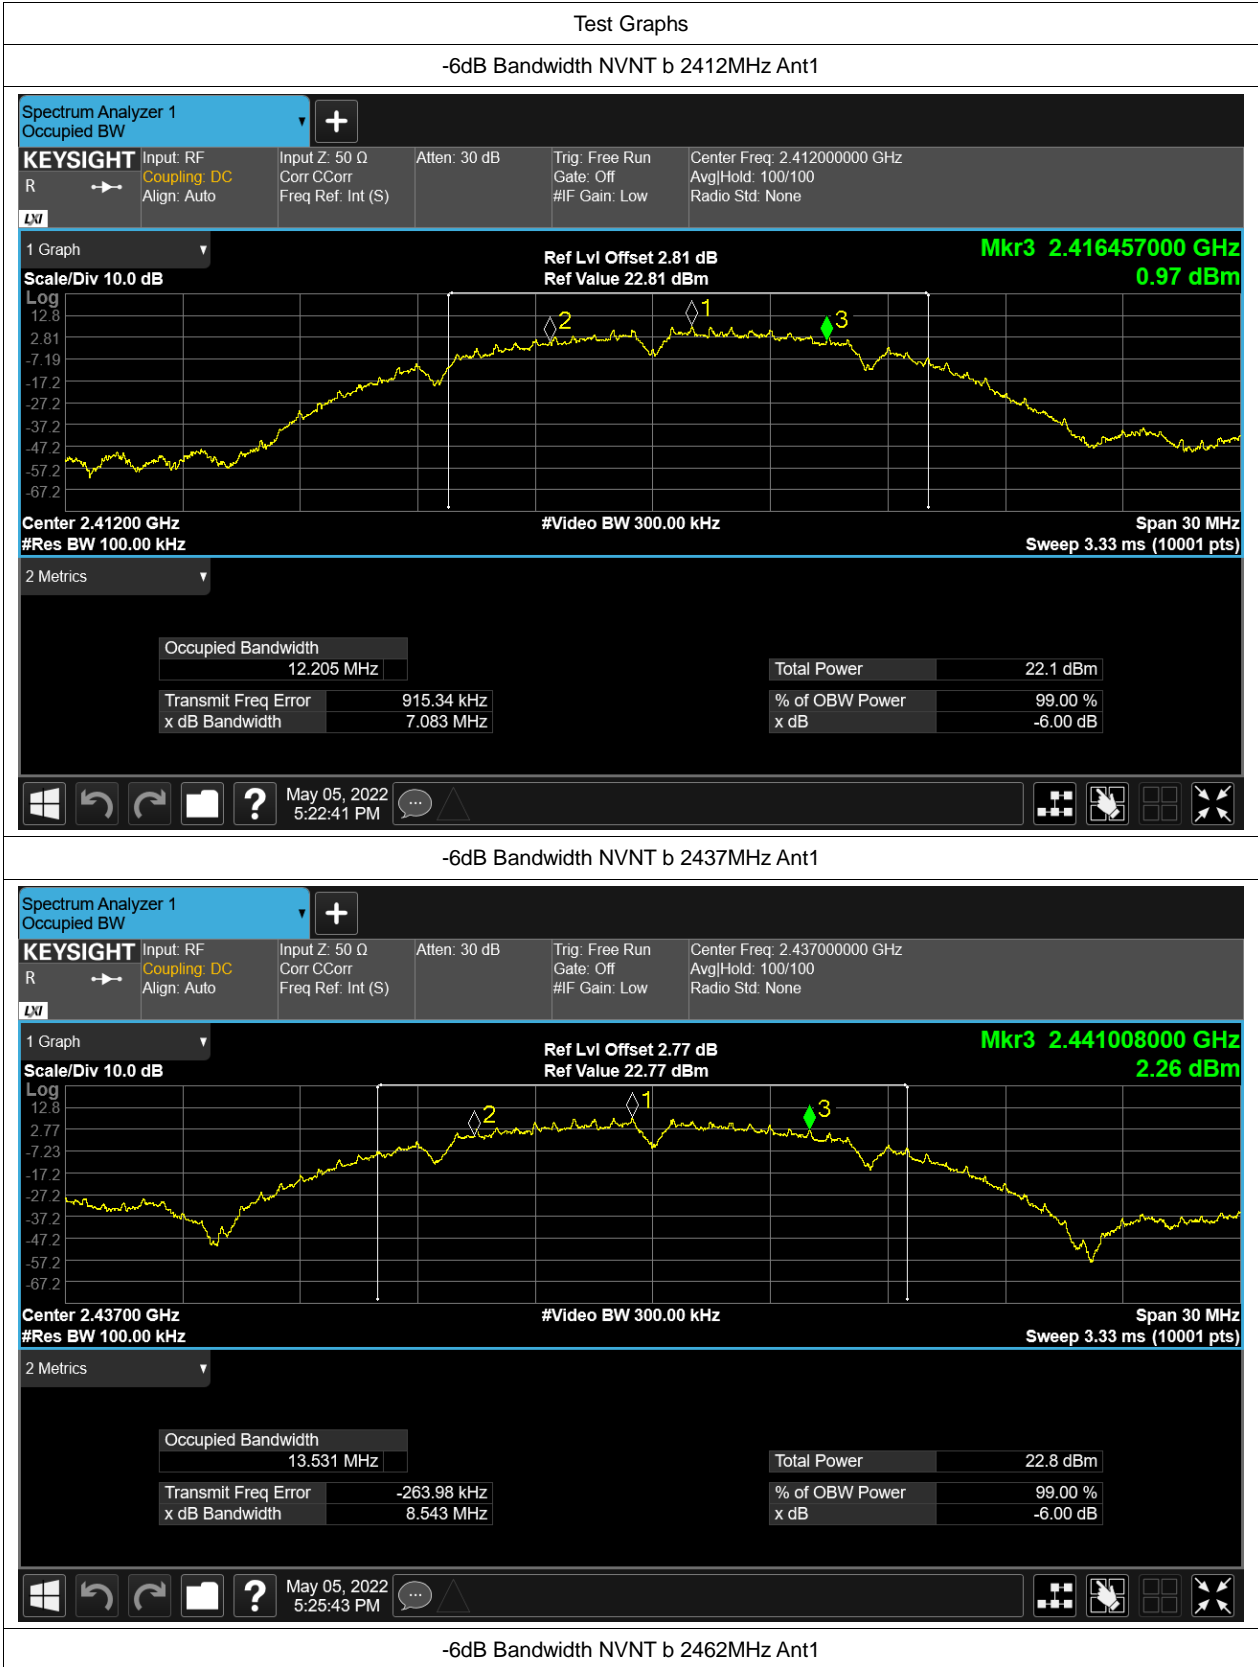 Test Graphs
-6dB Bandwidth NVNT b 2412MHz Ant1
Spectrum Analyzer 1
Occupied BW
KEYSIGHT Input: RF Input Z: 50 Ω Atten: 30 dB Trig: Free Run Center Freq: 2.412000000 GHz
R Coupling: DC Corr CCorr Gate: Off Avg|Hold: 100/100
Align: Auto Freq Ref: Int (S) #IF Gain: Low Radio Std: None
LXI
1 Graph Ref Lvl Offset 2.81 dB Mkr3 2.416457000 GHz
Scale/Div 10.0 dB Ref Value 22.81 dBm 0.97 dBm
Log
12.8
2.81
-7.19
-17.2
-27.2
-37.2
-47.2
-57.2
-67.2
2 1 3
Center 2.41200 GHz #Video BW 300.00 kHz Span 30 MHz
#Res BW 100.00 kHz Sweep 3.33 ms (10001 pts)
2 Metrics
Occupied Bandwidth
12.205 MHz Total Power 22.1 dBm
Transmit Freq Error 915.34 kHz % of OBW Power 99.00 %
x dB Bandwidth 7.083 MHz x dB -6.00 dB
? May 05, 2022
5:22:41 PM
-6dB Bandwidth NVNT b 2437MHz Ant1
Spectrum Analyzer 1
Occupied BW
KEYSIGHT Input: RF Input Z: 50 Ω Atten: 30 dB Trig: Free Run Center Freq: 2.437000000 GHz
R Coupling: DC Corr CCorr Gate: Off Avg|Hold: 100/100
Align: Auto Freq Ref: Int (S) #IF Gain: Low Radio Std: None
LXI
1 Graph Ref Lvl Offset 2.77 dB Mkr3 2.441008000 GHz
Scale/Div 10.0 dB Ref Value 22.77 dBm 2.26 dBm
Log
12.8
2.77
-7.23
-17.2
-27.2
-37.2
-47.2
-57.2
-67.2
2 1 3
Center 2.43700 GHz #Video BW 300.00 kHz Span 30 MHz
#Res BW 100.00 kHz Sweep 3.33 ms (10001 pts)
2 Metrics
Occupied Bandwidth
13.531 MHz Total Power 22.8 dBm
Transmit Freq Error -263.98 kHz % of OBW Power 99.00 %
x dB Bandwidth 8.543 MHz x dB -6.00 dB
? May 05, 2022
5:25:43 PM
-6dB Bandwidth NVNT b 2462MHz Ant1